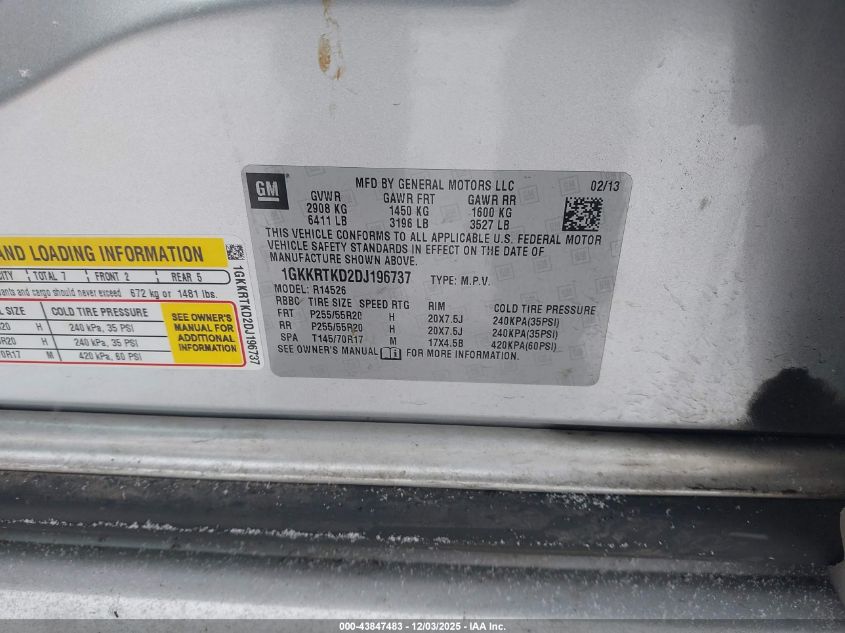 GM
MFD BY GENERAL MOTORS LLC 02/13
GVWR GAWR FRT GAWR RR
2908 KG 1450 KG 1600 KG
6411 LB 3196 LB 3527 LB
THIS VEHICLE CONFORMS TO ALL APPLICABLE U.S. FEDERAL MOTOR
VEHICLE SAFETY STANDARDS IN EFFECT ON THE DATE OF
MANUFACTURE SHOWN ABOVE.
1GKKRTKD2DJ196737 TYPE: M.P.V.
MODEL: R14526
RBBC TIRE SIZE SPEED RTG RIM COLD TIRE PRESSURE
FRT P255/55R20 H 20X7.5J 240KPA(35PSI)
RR P255/55R20 H 20X7.5J 240KPA(35PSI)
SPA T145/70R17 M 17X4.5B 420KPA(60PSI)
SEE OWNER'S MANUAL i FOR MORE INFORMATION.
AND LOADING INFORMATION
TOTAL 7 FRONT 2 REAR 5
and cargo should never exceed 672 kg or 1481 lbs.
SIZE COLD TIRE PRESSURE
H 240 kPa, 35 PSI
H 240 kPa, 35 PSI
M 420 kPa, 60 PSI
SEE OWNER'S
MANUAL FOR
ADDITIONAL
INFORMATION
1GKKRTKD2DJ196737
000-43847483 - 12/03/2025 - IAA Inc.